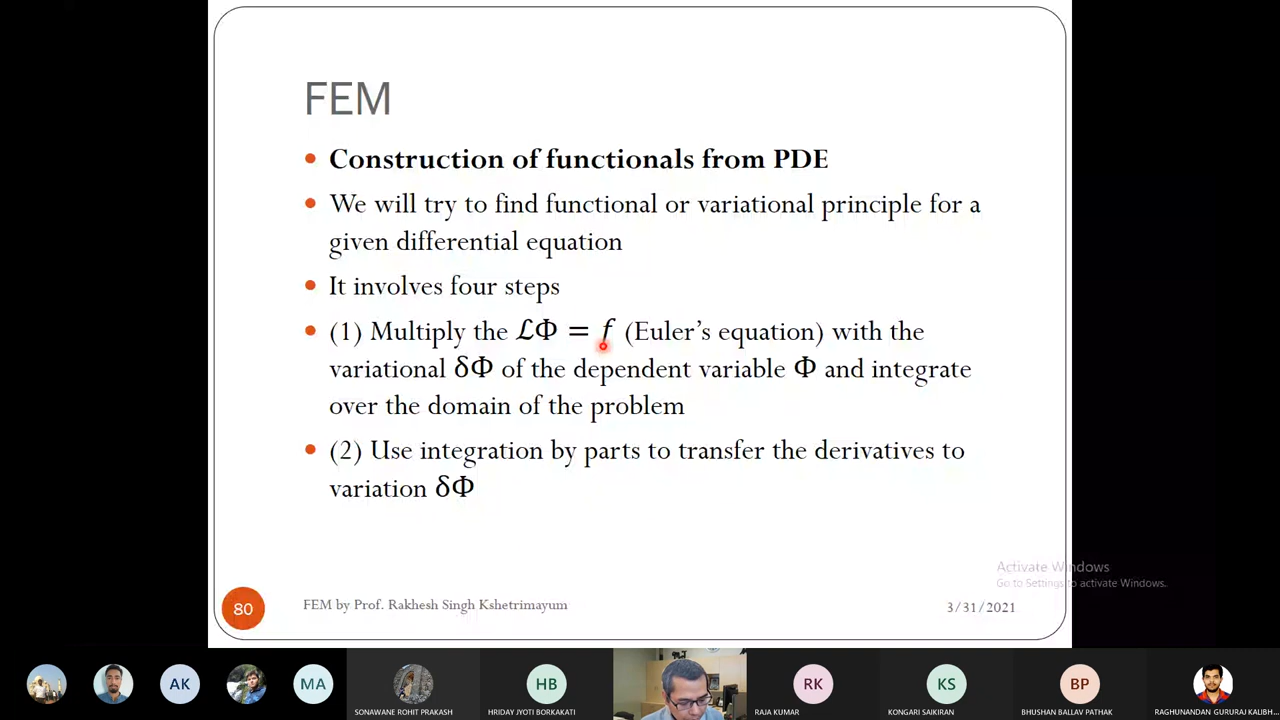 FEM
• Construction of functionals from PDE
• We will try to find functional or variational principle for a
given differential equation
• It involves four steps
• (1) Multiply the ℒΦ = f (Euler’s equation) with the
variational δΦ of the dependent variable Φ and integrate
over the domain of the problem
• (2) Use integration by parts to transfer the derivatives to
variation δΦ
Activate Windows
Go to Settings to activate Windows.
80
FEM by Prof. Rakhesh Singh Kshetrimayum
3/31/2021
AK
MA
HB
RK
KS
BP
SONAWANE ROHIT PRAKASH
HRIDAY JYOTI BORKAKATI
RAJA KUMAR
KONGARI SAIKIRAN
BHUSHAN BALLAV PATHAK
RAGHUNANDAN GURURAJ KALIBH...